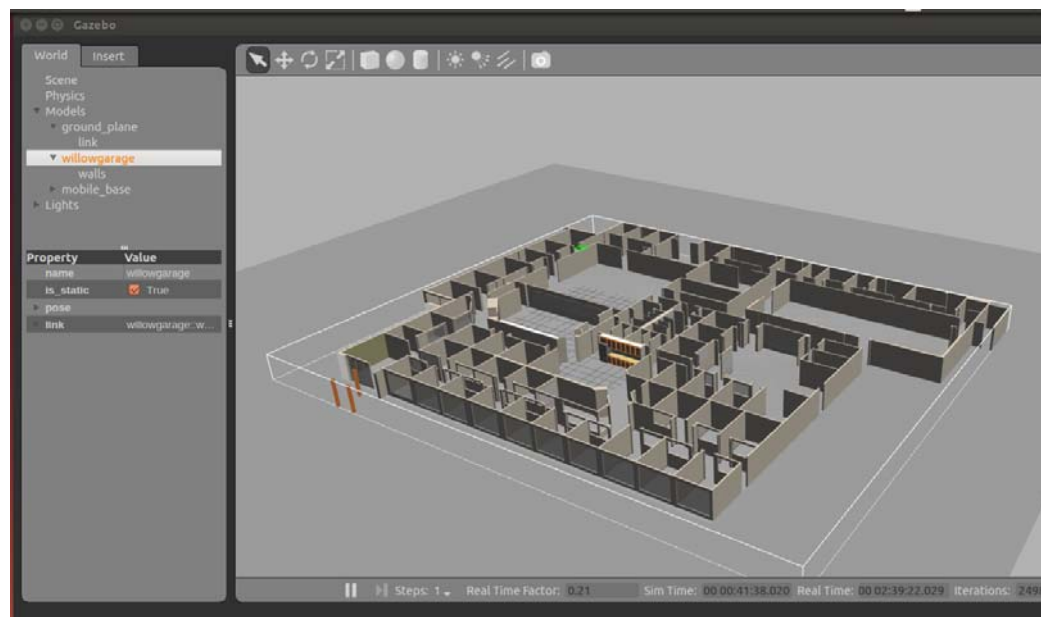 Gazebo
World Insert
Scene
Physics
Models
ground_plane
link
willowgarage
walls
mobile_base
Lights
Property Value
name willowgarage
is_static True
pose
link willowgarage::w...
Steps: 1 Real Time Factor: 0.21 Sim Time: 00 00:41:38.020 Real Time: 00 02:39:22.029 Iterations: 249